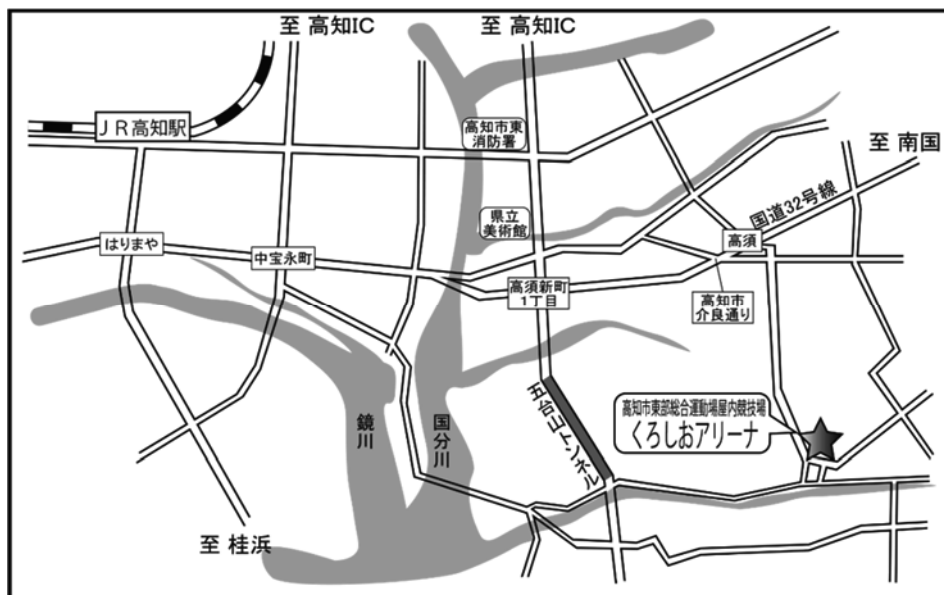 至 高知IC
至 高知IC
JR高知駅
高知市東
消防署
至 南国
国道32号線
県立
美術館
はりまや
中宝永町
高須
高須新町
1丁目
高知市
介良通り
五台山トンネル
高知市東部総合運動場屋内競技場
くろしおアリーナ
鏡川
国分川
至 桂浜